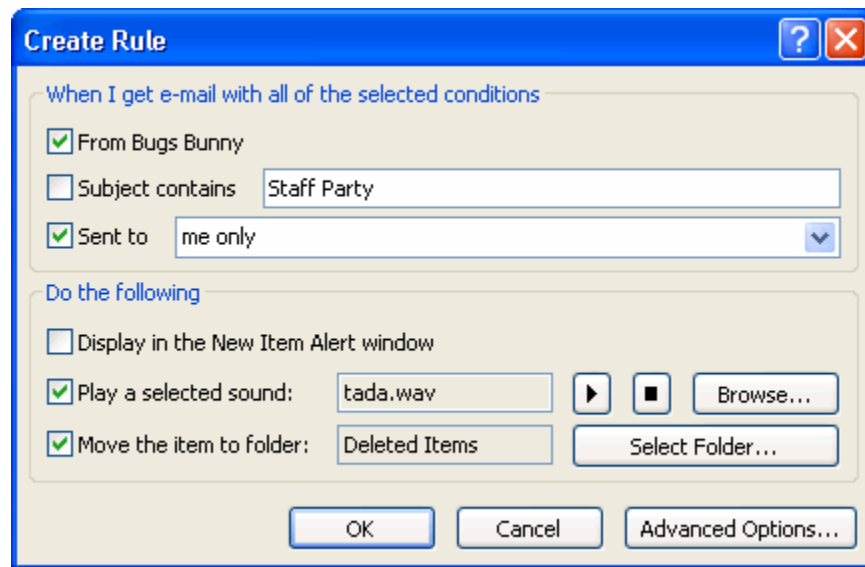 Create Rule
When I get e-mail with all of the selected conditions
From Bugs Bunny
Subject contains Staff Party
Sent to me only
Do the following
Display in the New Item Alert window
Play a selected sound: tada.wav Browse...
Move the item to folder: Deleted Items Select Folder...
OK Cancel Advanced Options...